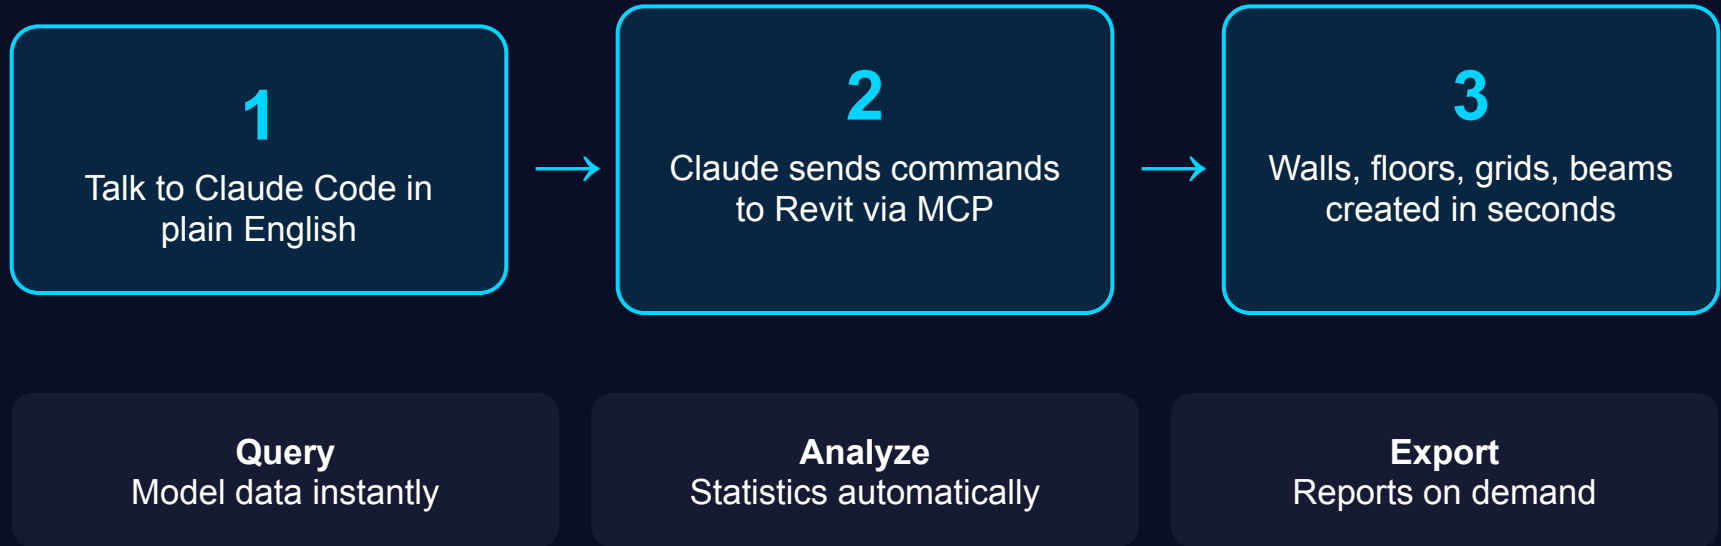 1
Talk to Claude Code in
plain English
→
2
Claude sends commands
to Revit via MCP
→
3
Walls, floors, grids, beams
created in seconds
Query
Model data instantly
Analyze
Statistics automatically
Export
Reports on demand